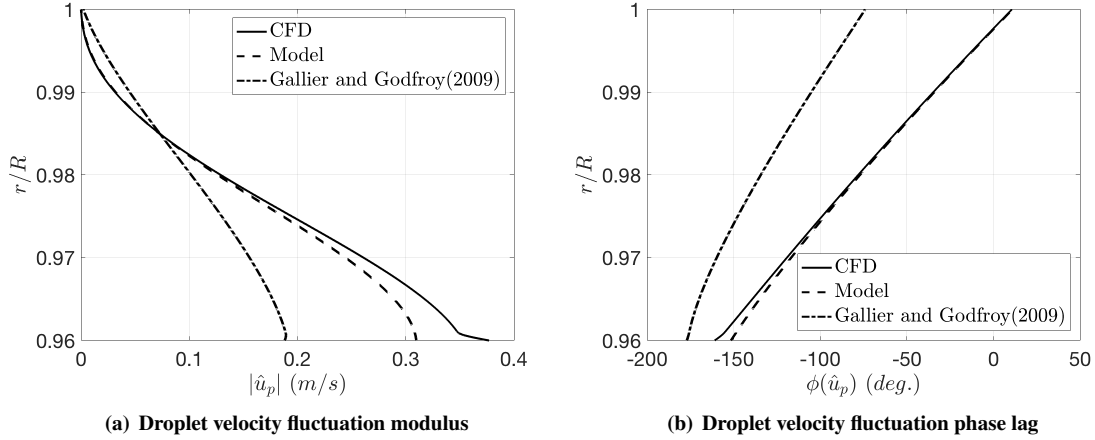 1
0.99
0.98
0.97
0.96
r/R
0 0.1 0.2 0.3 0.4
|û_p| (m/s)
CFD
Model
Gallier and Godfroy(2009)
(a) Droplet velocity fluctuation modulus
1
0.99
0.98
0.97
0.96
r/R
-200 -150 -100 -50 0 50
ϕ(û_p) (deg.)
CFD
Model
Gallier and Godfroy(2009)
(b) Droplet velocity fluctuation phase lag